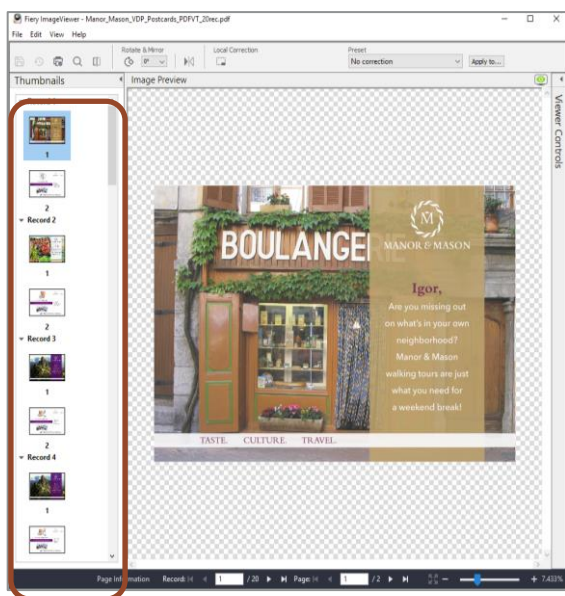 Fiery ImageViewer - Manor_Mason_VDP_Postcards_PDFVT_20rec.pdf
File Edit View Help
Rotate & Mirror Local Correction Preset
0° No correction Apply to...
Thumbnails Image Preview
Viewer Controls
1
2
Record 2
1
2
Record 3
1
2
Record 4
1
BOULANGE
M
MANOR & MASON
Igor,
Are you missing out
on what's in your own
neighborhood?
Manor & Mason
walking tours are just
what you need for
a weekend break!
TASTE. CULTURE. TRAVEL.
Page Information Record: 1 / 20 Page: 1 / 2 7,433%